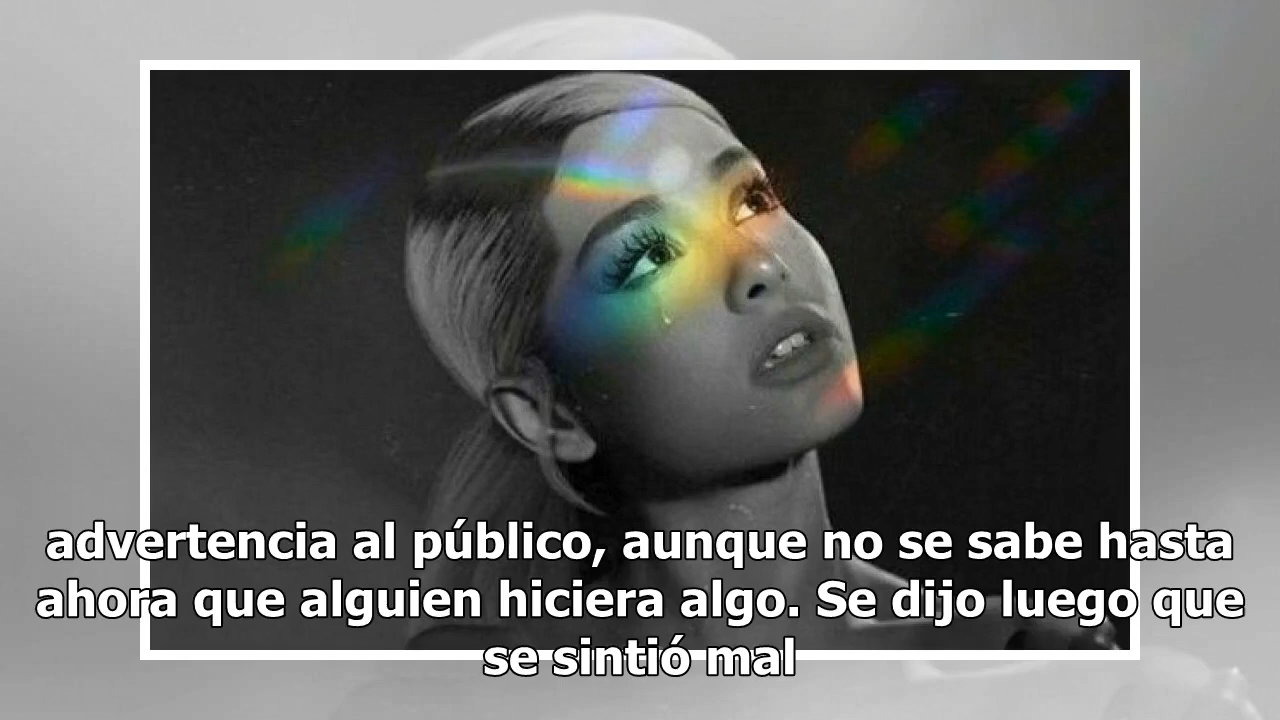 advertencia al público, aunque no se sabe hasta
ahora que alguien hiciera algo. Se dijo luego que
se sintió mal